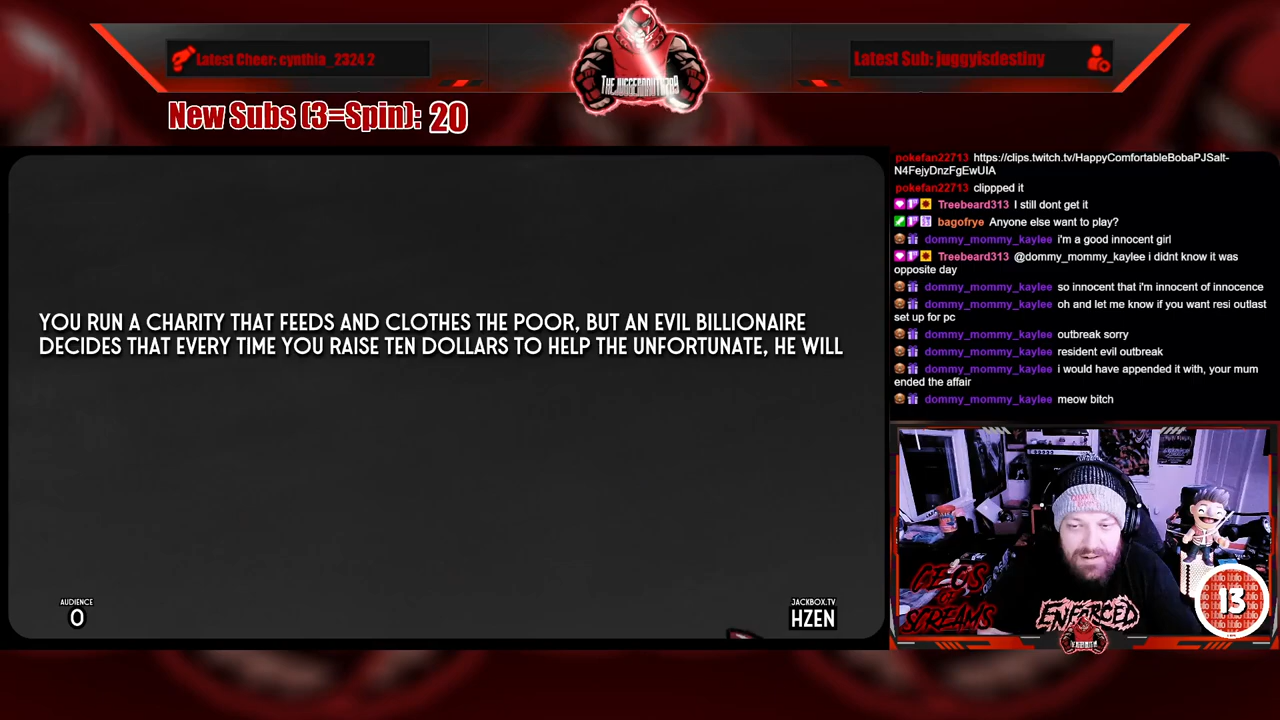 Latest Cheer: cynthia_2324 2
THEJUGGERNAUT0289
Latest Sub: juggyisdestiny
New Subs (3=Spin): 20
YOU RUN A CHARITY THAT FEEDS AND CLOTHES THE POOR, BUT AN EVIL BILLIONAIRE
DECIDES THAT EVERY TIME YOU RAISE TEN DOLLARS TO HELP THE UNFORTUNATE, HE WILL
AUDIENCE
0
JACKBOX.TV
HZEN
pokefan22713 https://clips.twitch.tv/HappyComfortableBobaPJSalt-
N4FejyDnzFgEwUIA
pokefan22713 clippped it
Treebeard313 I still dont get it
bagofrye Anyone else want to play?
dommy_mommy_kaylee i'm a good innocent girl
Treebeard313 @dommy_mommy_kaylee i didnt know it was
opposite day
dommy_mommy_kaylee so innocent that i'm innocent of innocence
dommy_mommy_kaylee oh and let me know if you want resi outlast
set up for pc
dommy_mommy_kaylee outbreak sorry
dommy_mommy_kaylee resident evil outbreak
dommy_mommy_kaylee i would have appended it with, your mum
ended the affair
dommy_mommy_kaylee meow bitch
GEEKS
OF
SCREAMS
ENFORCED
13